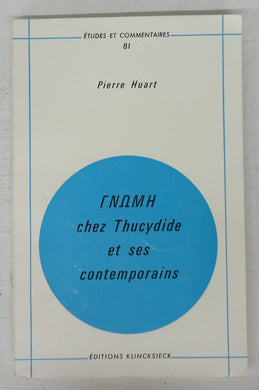 ÉTUDES ET COMMENTAIRES
81
Pierre Huart
ΓΝΩΜΗ
chez Thucydide
et ses
contemporains
ÉDITIONS KLINCKSIECK